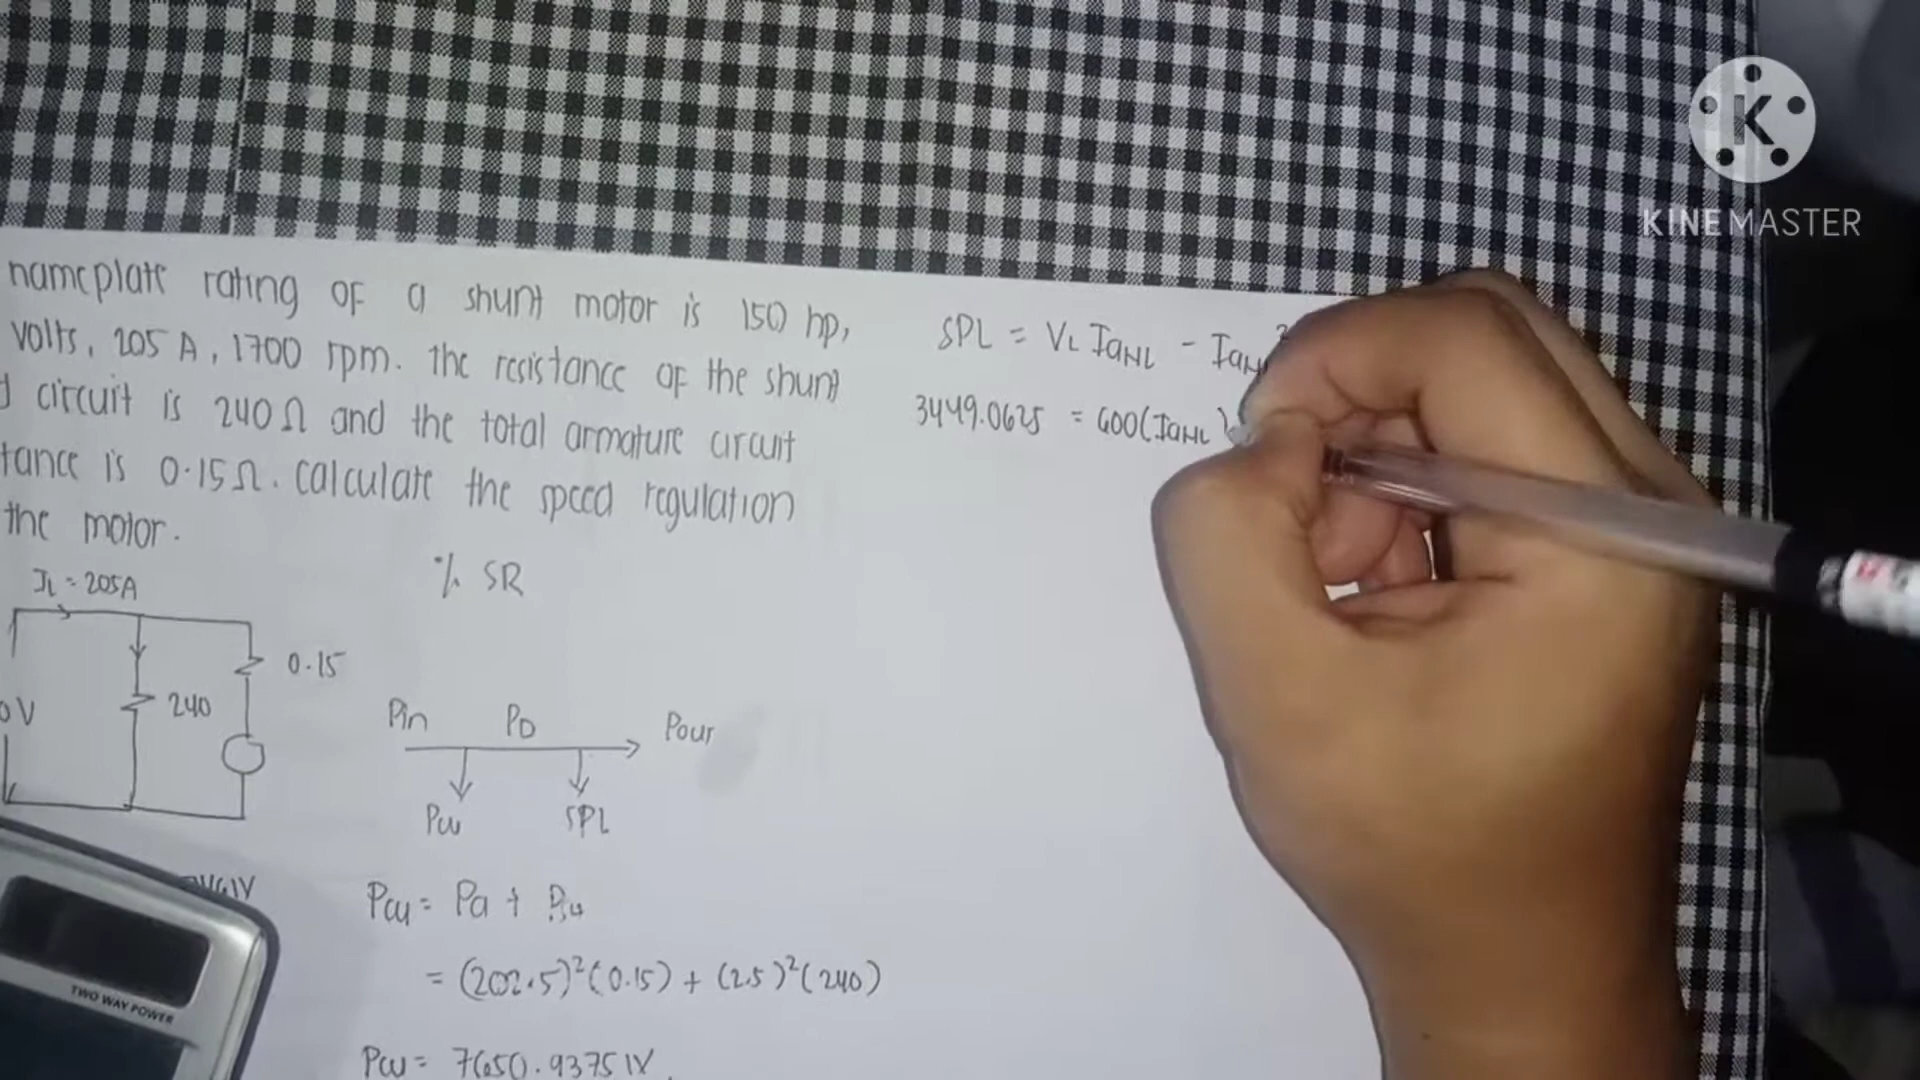 nameplate rating of a shunt motor is 150 hp,
volts, 205 A, 1700 rpm. the resistance of the shunt
circuit is 240 Ω and the total armature circuit
tance is 0.15 Ω. calculate the speed regulation
the motor.
IL = 205A
% SR
0.15
240
V
Pin PD Pout
Pcu SPL
Pcu = Pa +
= (202.5)²(0.15) + (2.5)²(240)
Pcu = 7650.9375 W
SPL = VL IaNL - IaN ²
3449.0625 = 600(IaNL)
K
KINEMASTER
TWO WAY POWER